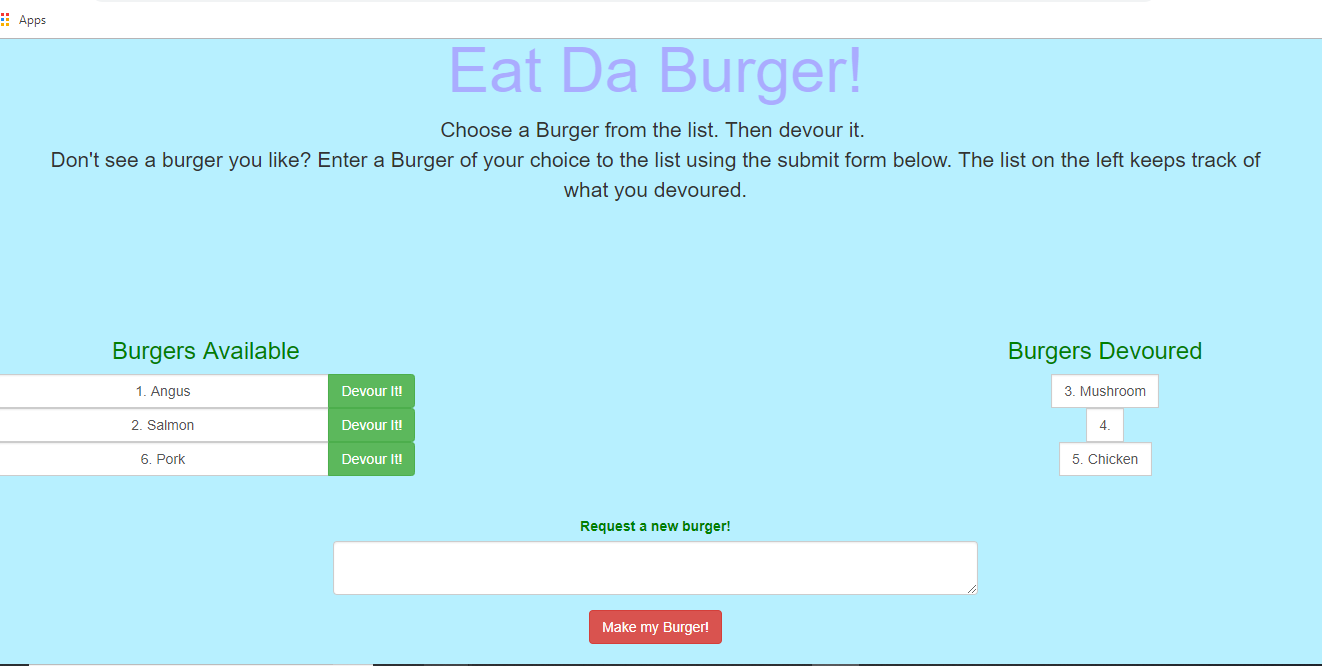 Apps
Eat Da Burger!
Choose a Burger from the list. Then devour it.
Don't see a burger you like? Enter a Burger of your choice to the list using the submit form below. The list on the left keeps track of
what you devoured.
Burgers Available
1. Angus Devour It!
2. Salmon Devour It!
6. Pork Devour It!
Burgers Devoured
3. Mushroom
4.
5. Chicken
Request a new burger!
Make my Burger!